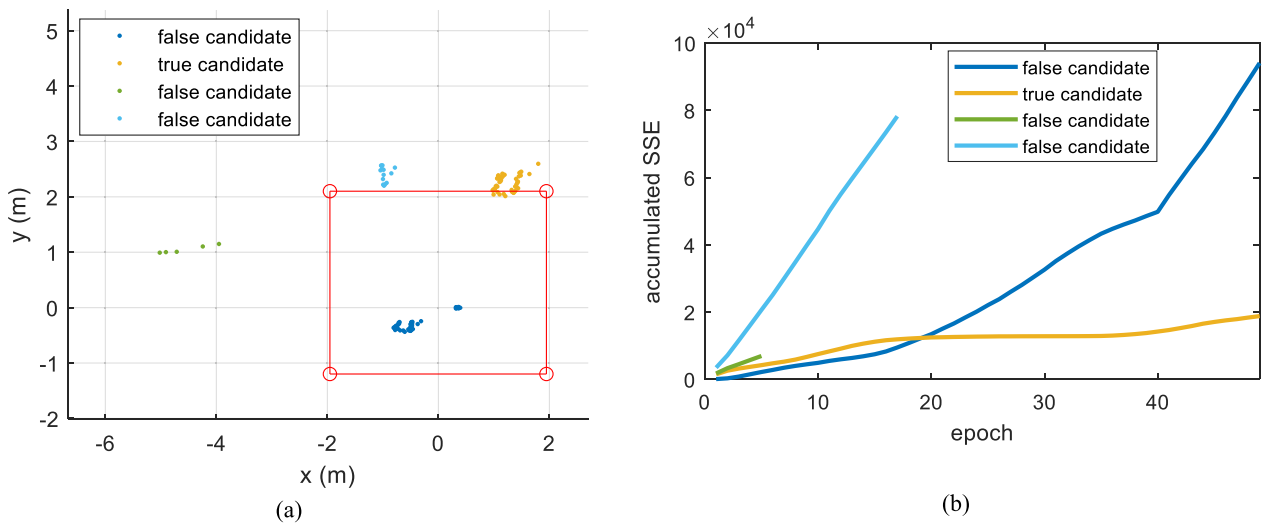 false candidate
true candidate
false candidate
false candidate
5
4
3
2
1
0
-1
-2
y (m)
-6
-4
-2
0
2
x (m)
(a)
×10⁴
10
8
6
4
2
0
accumulated SSE
false candidate
true candidate
false candidate
false candidate
0
10
20
30
40
epoch
(b)